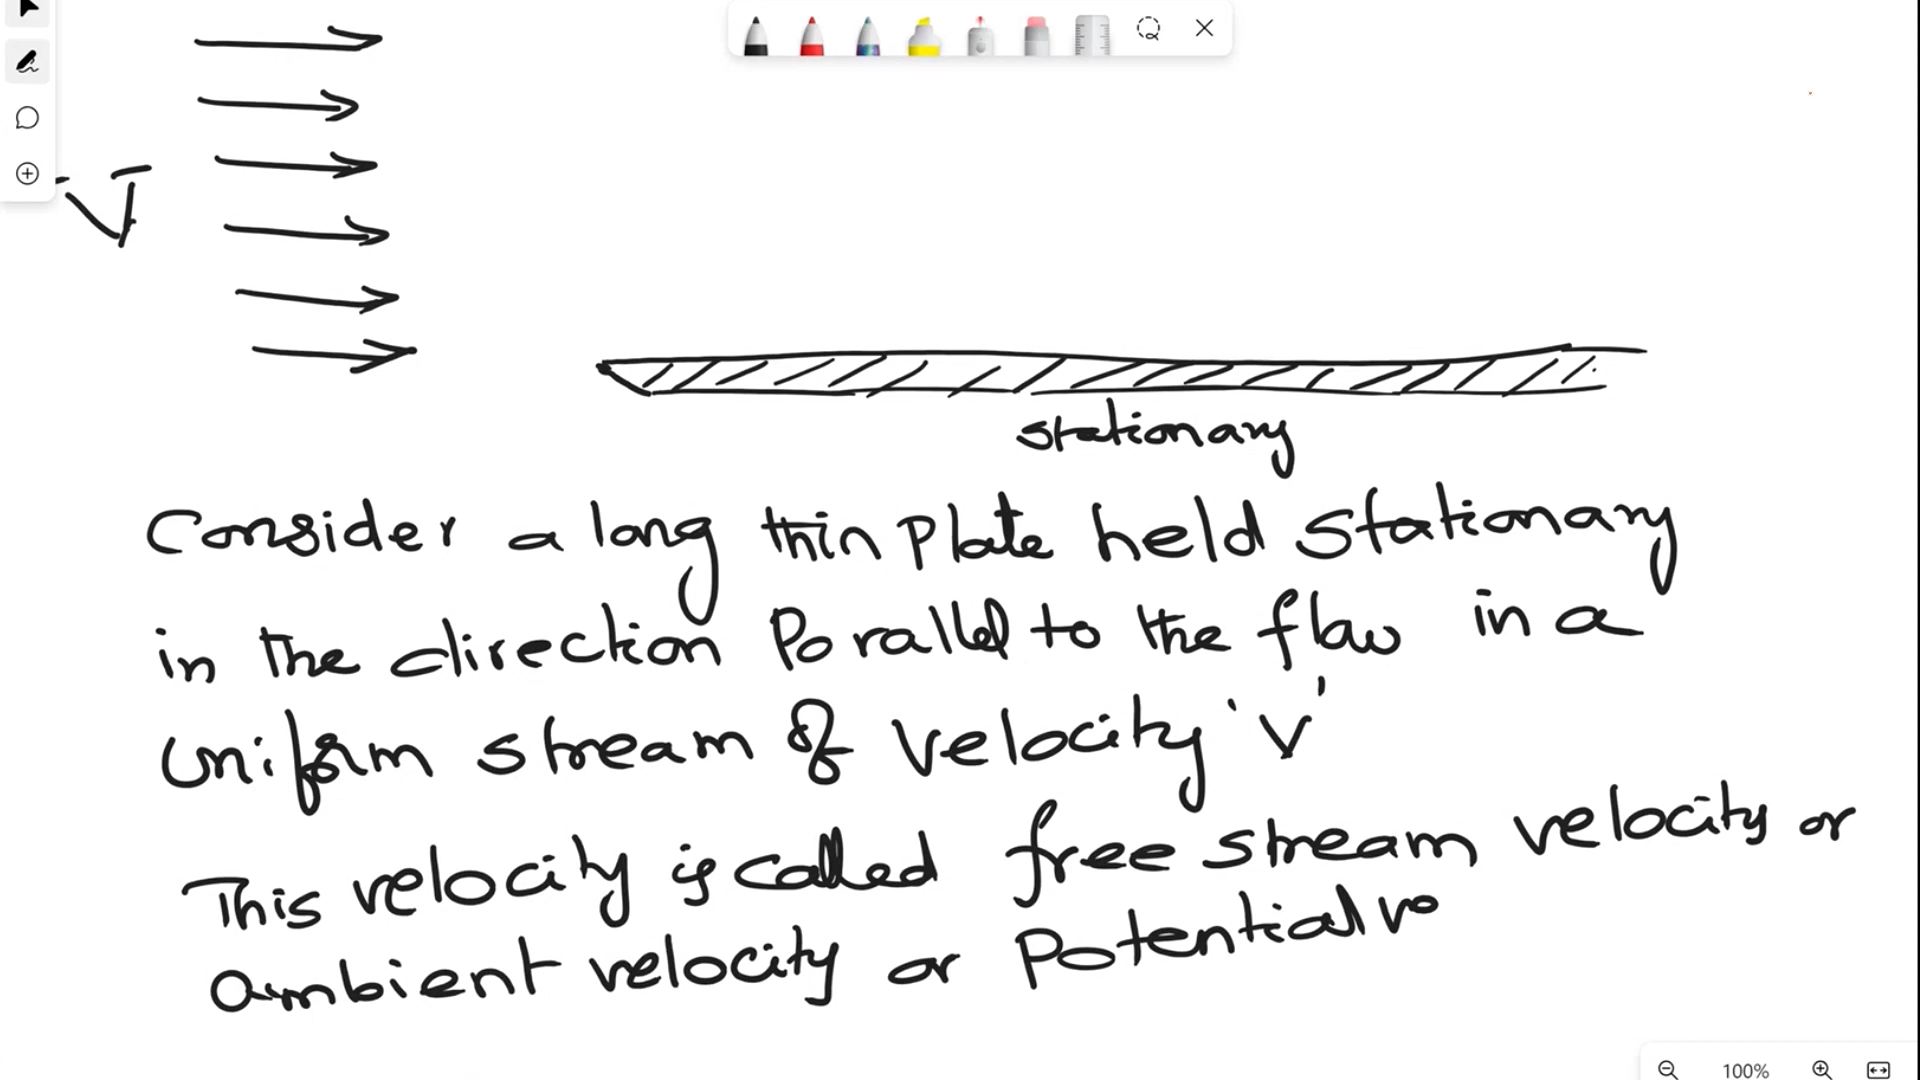 V
stationary
Consider a long thin plate held stationary
in the direction Parallel to the flow in a
uniform stream of velocity 'v'
This velocity is called free stream velocity or
ambient velocity or Potential ve
100%